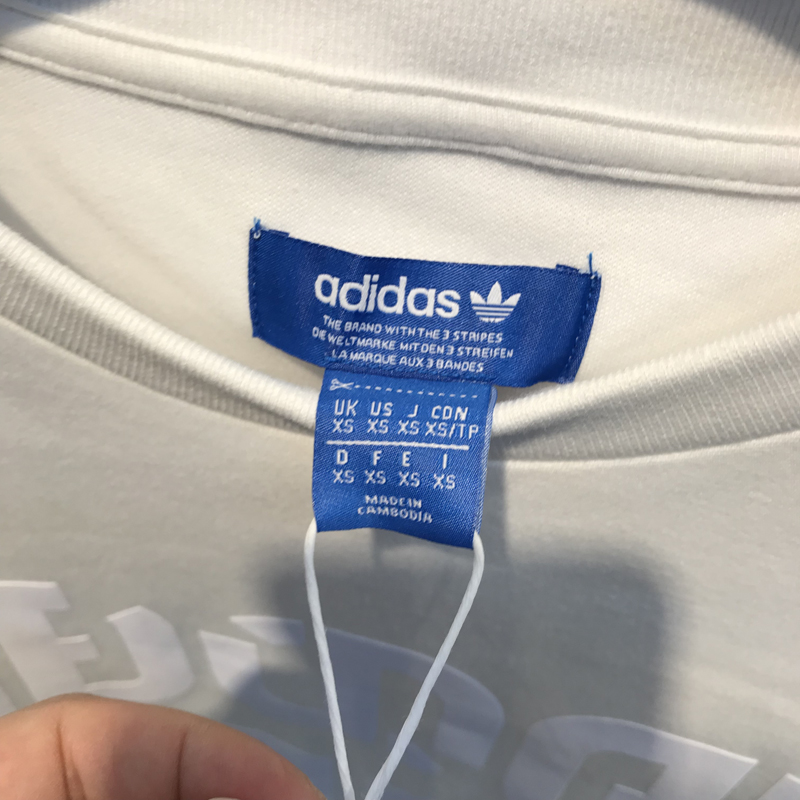 adidas
THE BRAND WITH THE 3 STRIPES
DIE WELTMARKE MIT DEN 3 STREIFEN
LA MARQUE AUX 3 BANDES
UK US J CDN
XS XS XS XS/TP
D F E I
XS XS XS XS
MADE IN
CAMBODIA